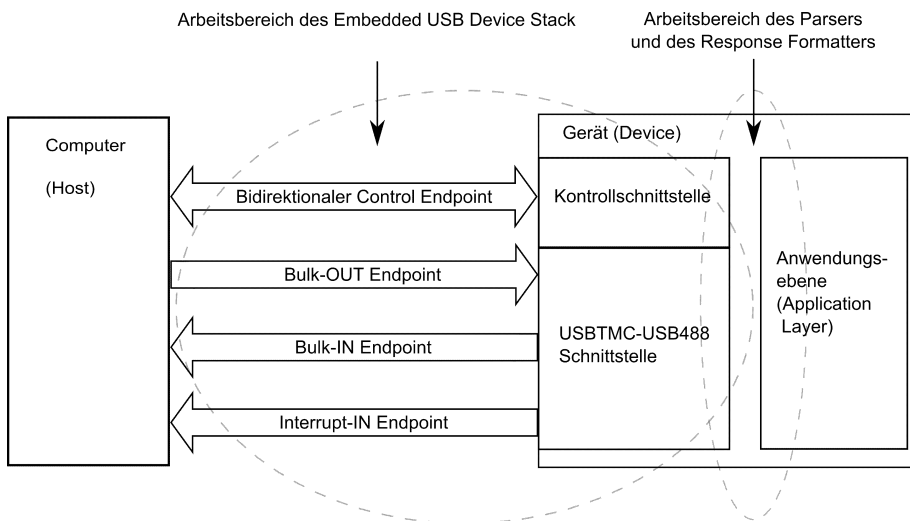 Arbeitsbereich des Embedded USB Device Stack
Arbeitsbereich des Parsers
und des Response Formatters
Computer
(Host)
Gerät (Device)
Bidirektionaler Control Endpoint
Kontrollschnittstelle
Bulk-OUT Endpoint
Anwendungs-
ebene
(Application
Layer)
USBTMC-USB488
Schnittstelle
Bulk-IN Endpoint
Interrupt-IN Endpoint